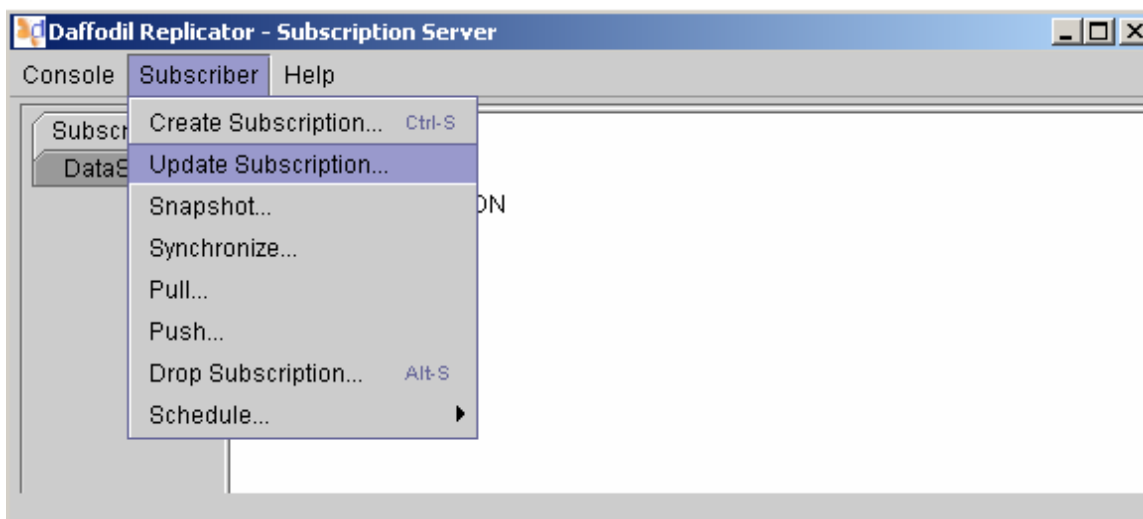 Daffodil Replicator - Subscription Server
Console Subscriber Help
Create Subscription... Ctrl-S
Update Subscription...
Snapshot...
Synchronize...
Pull...
Push...
Drop Subscription... Alt-S
Schedule...